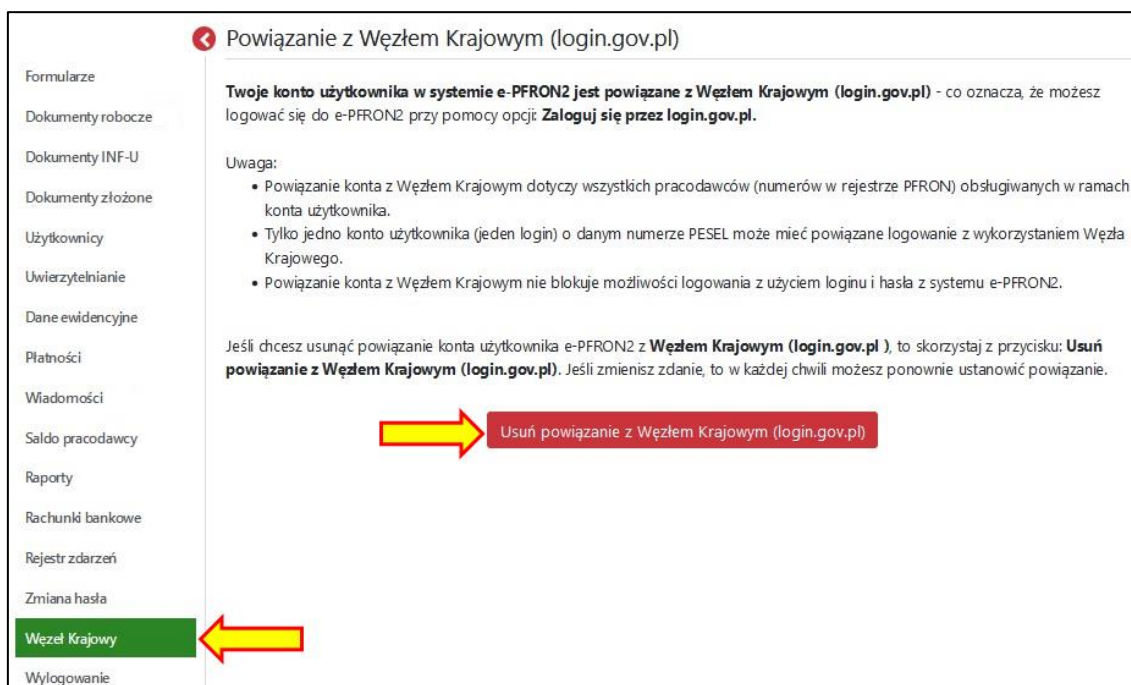 Powiązanie z Węzłem Krajowym (login.gov.pl)
Formularze
Dokumenty robocze
Dokumenty INF-U
Dokumenty złożone
Użytkownicy
Uwierzytelnianie
Dane ewidencyjne
Płatności
Wiadomości
Saldo pracodawcy
Raporty
Rachunki bankowe
Rejestr zdarzeń
Zmiana hasła
Węzeł Krajowy
Wylogowanie
Twoje konto użytkownika w systemie e-PFRON2 jest powiązane z Węzłem Krajowym (login.gov.pl) - co oznacza, że możesz
logować się do e-PFRON2 przy pomocy opcji: Zaloguj się przez login.gov.pl.
Uwaga:
• Powiązanie konta z Węzłem Krajowym dotyczy wszystkich pracodawców (numerów w rejestrze PFRON) obsługiwanych w ramach
konta użytkownika.
• Tylko jedno konto użytkownika (jeden login) o danym numerze PESEL może mieć powiązane logowanie z wykorzystaniem Węzła
Krajowego.
• Powiązanie konta z Węzłem Krajowym nie blokuje możliwości logowania z użyciem loginu i hasła z systemu e-PFRON2.
Jeśli chcesz usunąć powiązanie konta użytkownika e-PFRON2 z Węzłem Krajowym (login.gov.pl ), to skorzystaj z przycisku: Usuń
powiązanie z Węzłem Krajowym (login.gov.pl). Jeśli zmienisz zdanie, to w każdej chwili możesz ponownie ustanowić powiązanie.
Usuń powiązanie z Węzłem Krajowym (login.gov.pl)